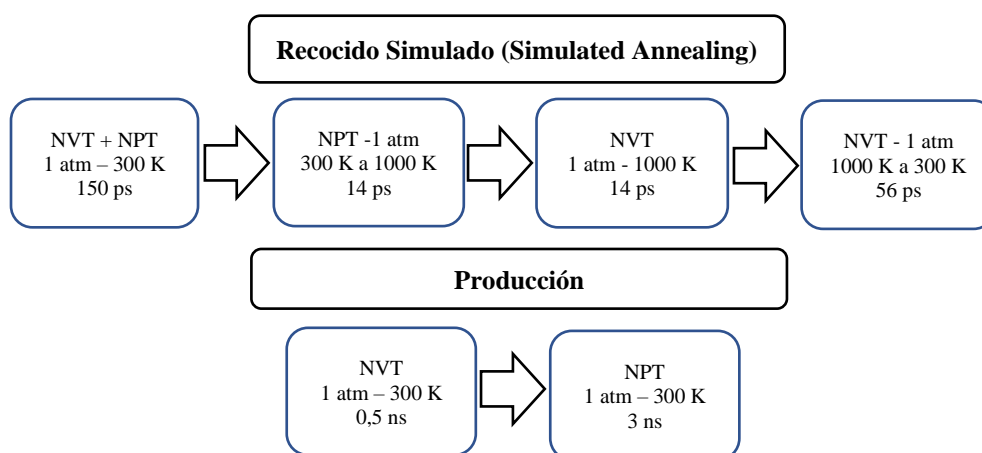 Recocido Simulado (Simulated Annealing)
NVT + NPT
1 atm – 300 K
150 ps
NPT -1 atm
300 K a 1000 K
14 ps
NVT
1 atm - 1000 K
14 ps
NVT - 1 atm
1000 K a 300 K
56 ps
Producción
NVT
1 atm – 300 K
0,5 ns
NPT
1 atm – 300 K
3 ns